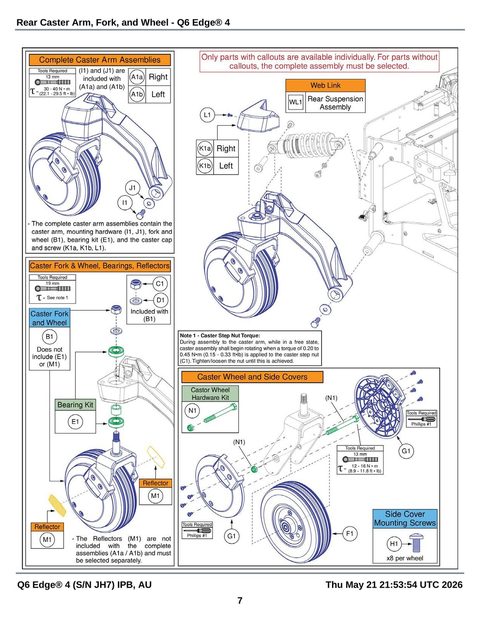 Rear Caster Arm, Fork, and Wheel - Q6 Edge® 4
Complete Caster Arm Assemblies
Tools Required
13 mm
τ = 30 - 40 N • m
(22.1 - 29.5 ft • lb)
(I1) and (J1) are
included with
(A1a) and (A1b)
A1a Right
A1b Left
J1
I1
- The complete caster arm assemblies contain the
caster arm, mounting hardware (I1, J1), fork and
wheel (B1), bearing kit (E1), and the caster cap
and screw (K1a, K1b, L1).
Only parts with callouts are available individually. For parts without
callouts, the complete assembly must be selected.
Web Link
WL1 Rear Suspension
Assembly
L1
K1a Right
K1b Left
Caster Fork & Wheel, Bearings, Reflectors
Tools Required
19 mm
τ - See note 1
C1
D1
Included with
(B1)
Caster Fork
and Wheel
B1
Does not
include (E1)
or (M1)
Bearing Kit
E1
Reflector
M1
Reflector
M1
- The Reflectors (M1) are not
included with the complete
assemblies (A1a / A1b) and must
be selected separately.
Note 1 - Caster Step Nut Torque:
During assembly to the caster arm, while in a free state,
caster assembly shall begin rotating when a torque of 0.20 to
0.45 N•m (0.15 - 0.33 ft•lb) is applied to the caster step nut
(C1). Tighten/loosen the nut until this is achieved.
Caster Wheel and Side Covers
Castor Wheel
Hardware Kit
N1
(N1)
(N1)
Tools Required
Phillips #1
G1
Tools Required
13 mm
τ = 12 - 16 N • m
(8.9 - 11.8 ft • lb)
Tools Required
Phillips #1
G1
F1
Side Cover
Mounting Screws
H1
x8 per wheel
Q6 Edge® 4 (S/N JH7) IPB, AU
Thu May 21 21:53:54 UTC 2026
7